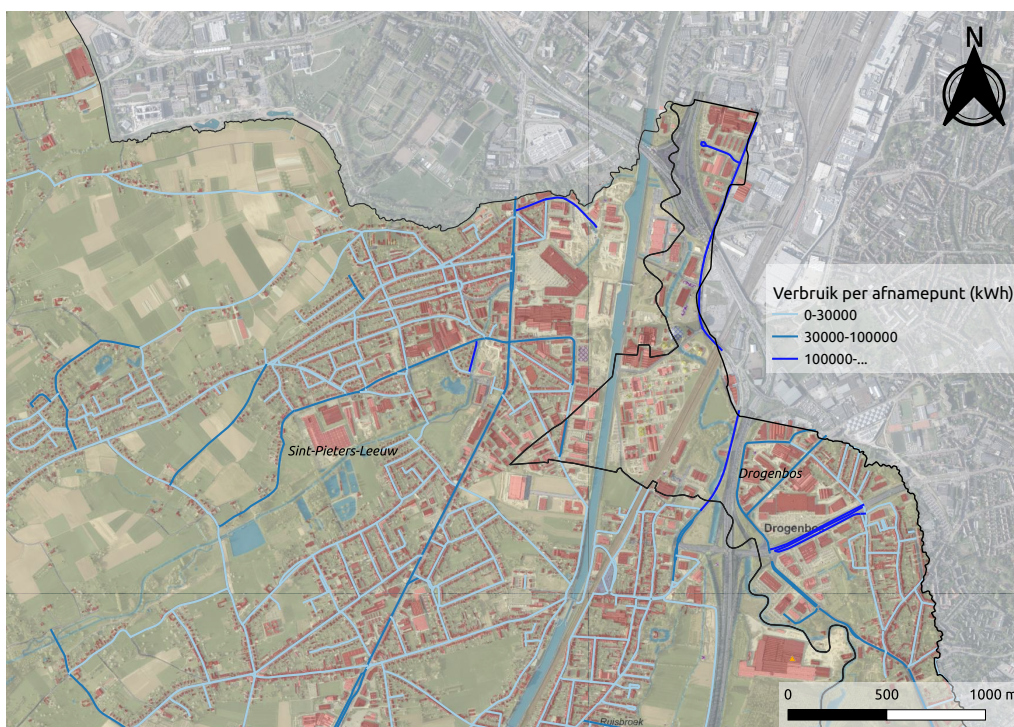 N
Verbruik per afnamepunt (kWh)
0-30000
30000-100000
100000-...
Sint-Pieters-Leeuw
Drogenbos
Drogenbos
0 500 1000 m
Ruisbroek